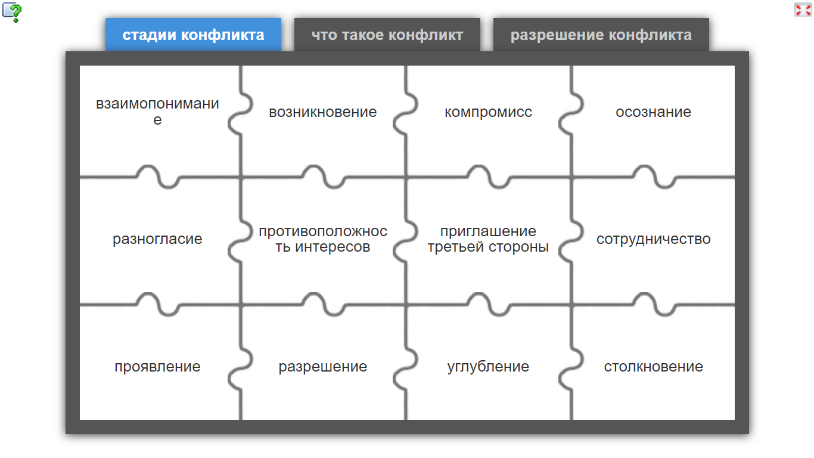 стадии конфликта
что такое конфликт
разрешение конфликта
взаимопонимани
е
возникновение
компромисс
осознание
разногласие
противоположнос
ть интересов
приглашение
третьей стороны
сотрудничество
проявление
разрешение
углубление
столкновение